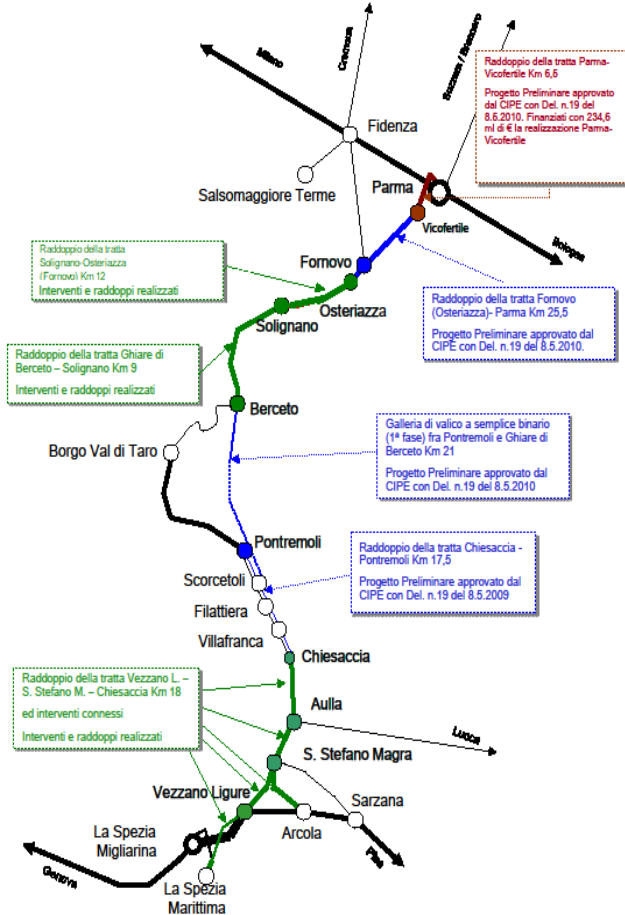 Cremona
Milano
Suzzara / Brennero
Raddoppio della tratta Parma-
Vicofertile Km 6,5
Progetto Preliminare approvato
dal CIPE con Del. n.19 del
8.5.2010. Finanziati con 234,6
ml di € la realizzazione Parma-
Vicofertile
Fidenza
Salsomaggiore Terme
Parma
Vicofertile
Bologna
Raddoppio della tratta
Solignano-Osteriazza
(Fornovo) Km 12
Interventi e raddoppi realizzati
Fornovo
Osteriazza
Solignano
Raddoppio della tratta Fornovo
(Osteriazza)- Parma Km 25,5
Progetto Preliminare approvato dal
CIPE con Del. n.19 del 8.5.2010.
Raddoppio della tratta Ghiare di
Berceto – Solignano Km 9
Interventi e raddoppi realizzati
Berceto
Borgo Val di Taro
Galleria di valico a semplice binario
(1ª fase) fra Pontremoli e Ghiare di
Berceto Km 21
Progetto Preliminare approvato dal
CIPE con Del. n.19 del 8.5.2010
Pontremoli
Scorcetoli
Filattiera
Villafranca
Chiesaccia
Raddoppio della tratta Chiesaccia -
Pontremoli Km 17,5
Progetto Preliminare approvato dal
CIPE con Del. n.19 del 8.5.2009
Raddoppio della tratta Vezzano L. –
S. Stefano M. – Chiesaccia Km 18
ed interventi connessi
Interventi e raddoppi realizzati
Aulla
Lucca
S. Stefano Magra
Vezzano Ligure
Sarzana
Arcola
La Spezia
Migliarina
Pisa
Genova
La Spezia
Marittima